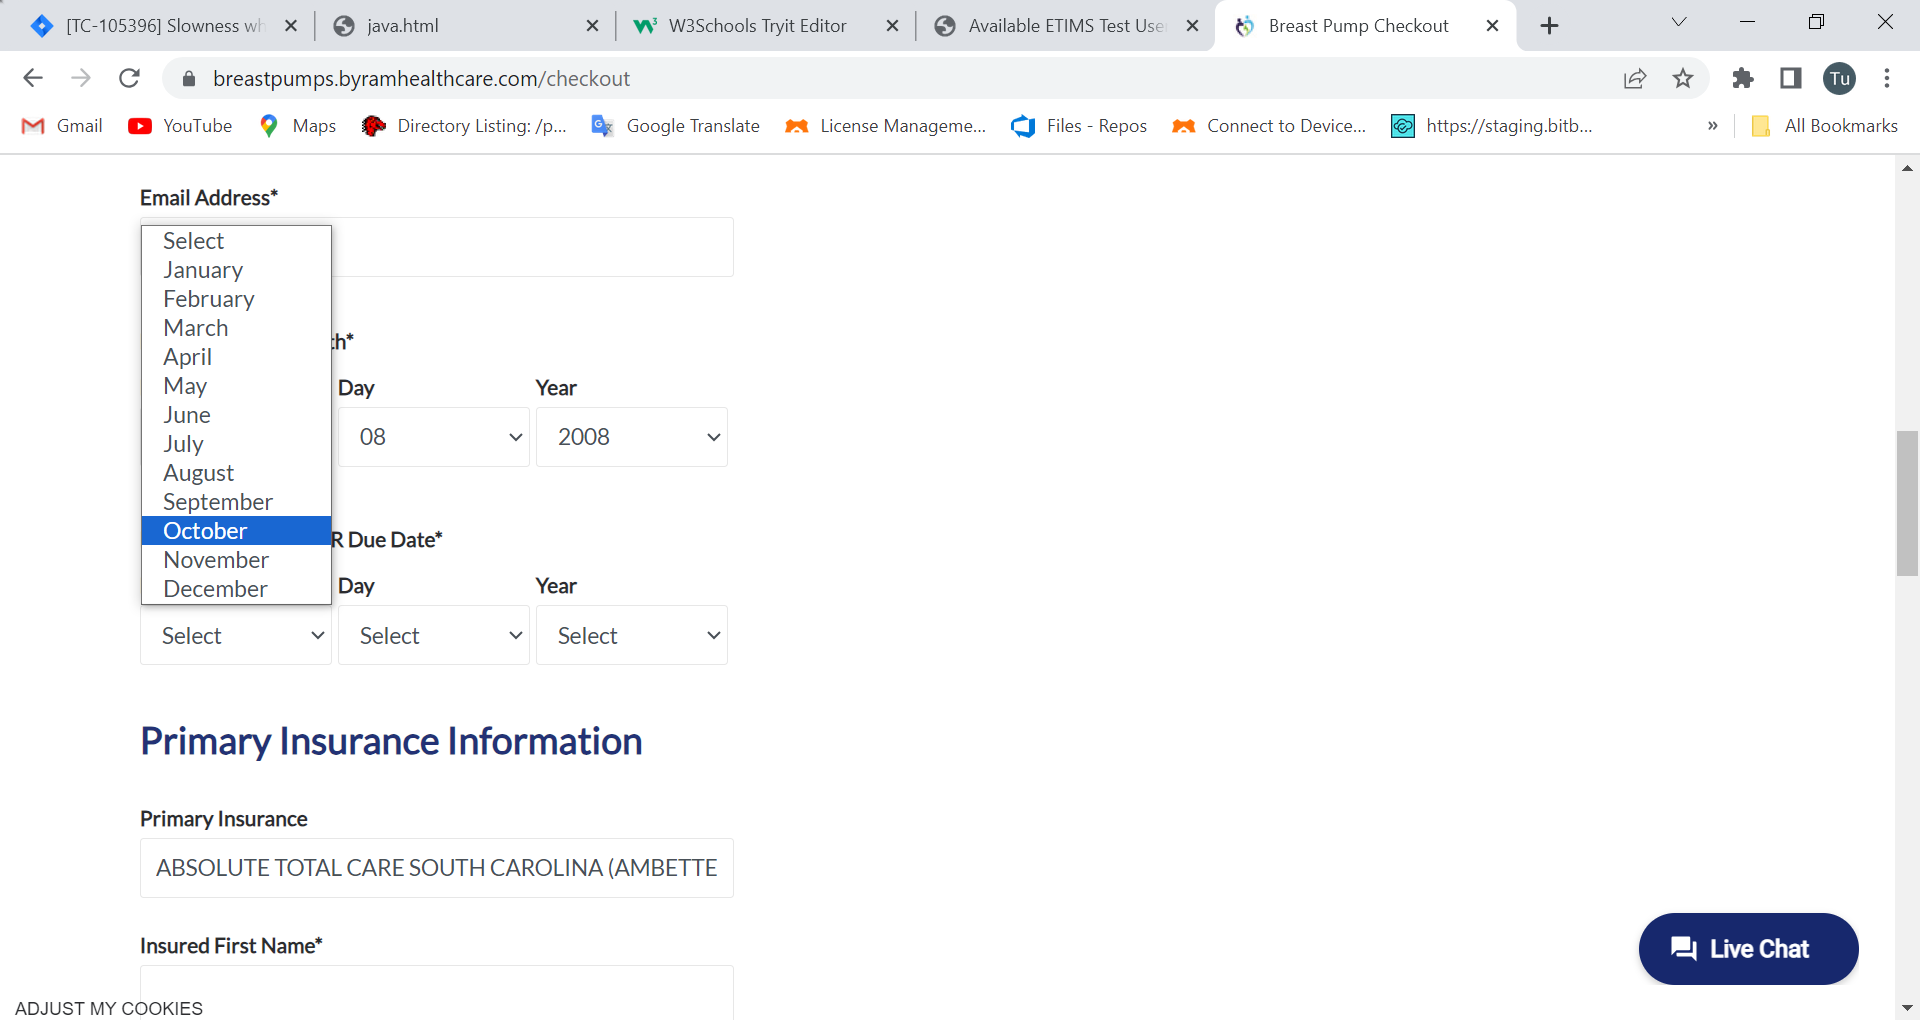 [TC-105396] Slowness wh
java.html
W3Schools Tryit Editor
Available ETIMS Test Use
Breast Pump Checkout
breastpumps.byramhealthcare.com/checkout
Tu
Gmail
YouTube
Maps
Directory Listing: /p...
Google Translate
License Manageme...
Files - Repos
Connect to Device...
https://staging.bitb...
»
All Bookmarks
Email Address*
Select
January
February
March
April
May
June
July
August
September
October
November
December
th*
Day
Year
08
2008
R Due Date*
Day
Year
Select
Select
Select
Primary Insurance Information
Primary Insurance
ABSOLUTE TOTAL CARE SOUTH CAROLINA (AMBETTE
Insured First Name*
Live Chat
ADJUST MY COOKIES